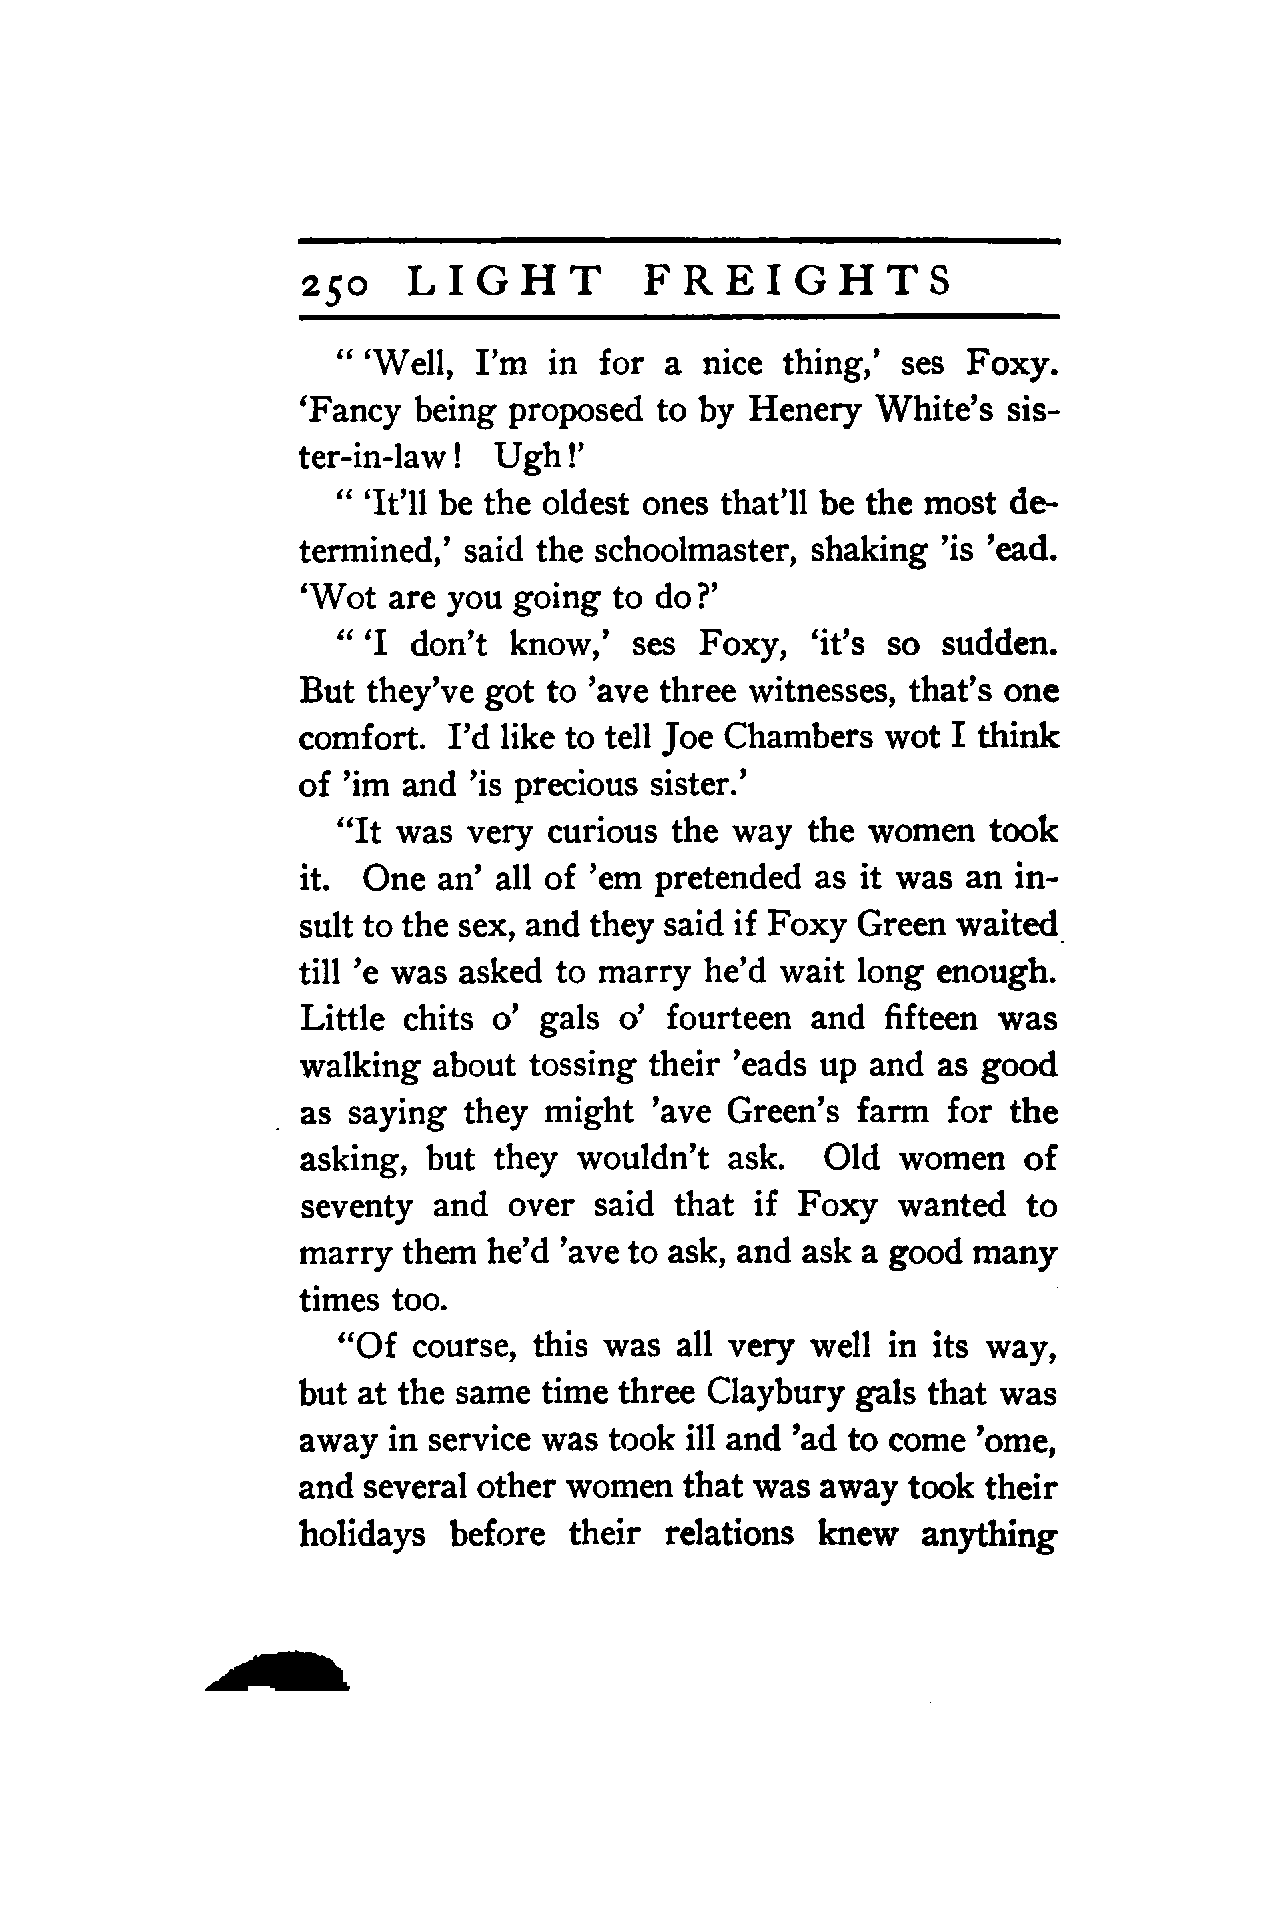 250 LIGHT FREIGHTS
“ ‘Well, I’m in for a nice thing,’ ses Foxy.
‘Fancy being proposed to by Henery White’s sis-
ter-in-law! Ugh!’
“ ‘It’ll be the oldest ones that’ll be the most de-
termined,’ said the schoolmaster, shaking ’is ’ead.
‘Wot are you going to do?’
“ ‘I don’t know,’ ses Foxy, ‘it’s so sudden.
But they’ve got to ’ave three witnesses, that’s one
comfort. I’d like to tell Joe Chambers wot I think
of ’im and ’is precious sister.’
“It was very curious the way the women took
it. One an’ all of ’em pretended as it was an in-
sult to the sex, and they said if Foxy Green waited
till ’e was asked to marry he’d wait long enough.
Little chits o’ gals o’ fourteen and fifteen was
walking about tossing their ’eads up and as good
as saying they might ’ave Green’s farm for the
asking, but they wouldn’t ask. Old women of
seventy and over said that if Foxy wanted to
marry them he’d ’ave to ask, and ask a good many
times too.
“Of course, this was all very well in its way,
but at the same time three Claybury gals that was
away in service was took ill and ’ad to come ’ome,
and several other women that was away took their
holidays before their relations knew anything